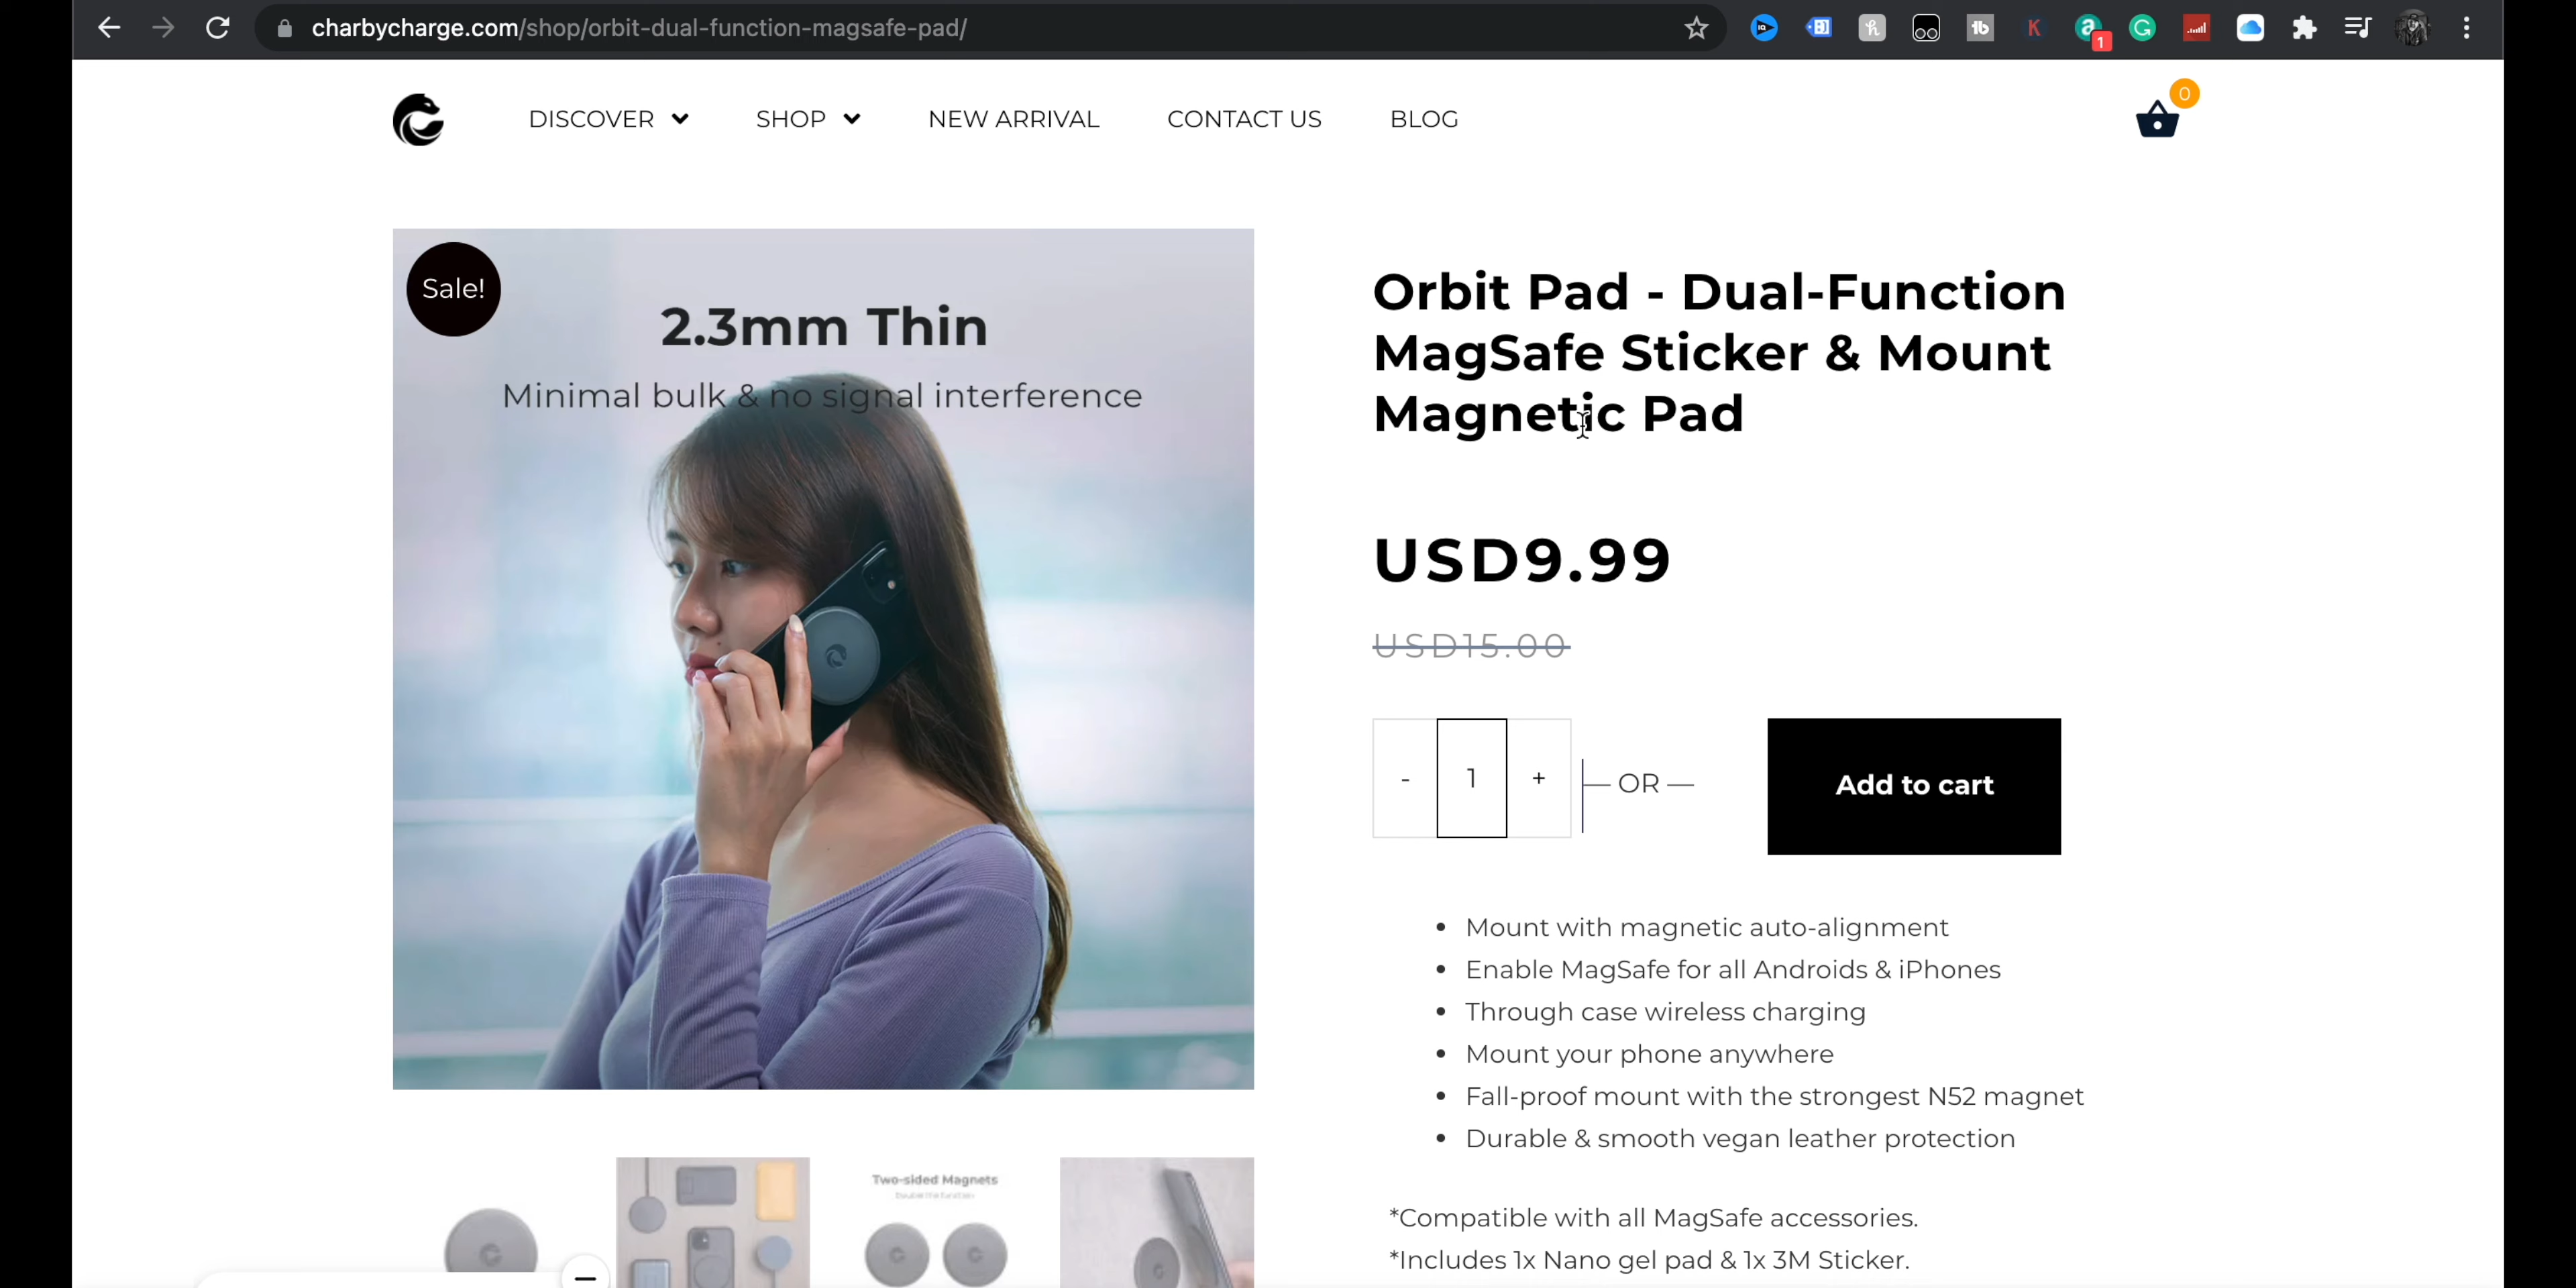 charbycharge.com/shop/orbit-dual-function-magsafe-pad/
1
DISCOVER
SHOP
NEW ARRIVAL
CONTACT US
BLOG
0
Sale!
2.3mm Thin
Minimal bulk & no signal interference
Orbit Pad - Dual-Function
MagSafe Sticker & Mount
Magnetic Pad
USD9.99
USD15.00
- 1 +
OR
Add to cart
• Mount with magnetic auto-alignment
• Enable MagSafe for all Androids & iPhones
• Through case wireless charging
• Mount your phone anywhere
• Fall-proof mount with the strongest N52 magnet
• Durable & smooth vegan leather protection
Two-sided Magnets
*Compatible with all MagSafe accessories.
*Includes 1x Nano gel pad & 1x 3M Sticker.